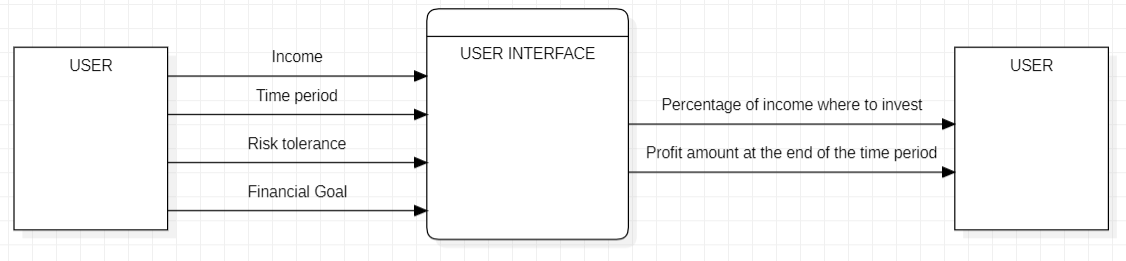 USER
Income
Time period
Risk tolerance
Financial Goal
USER INTERFACE
Percentage of income where to invest
Profit amount at the end of the time period
USER